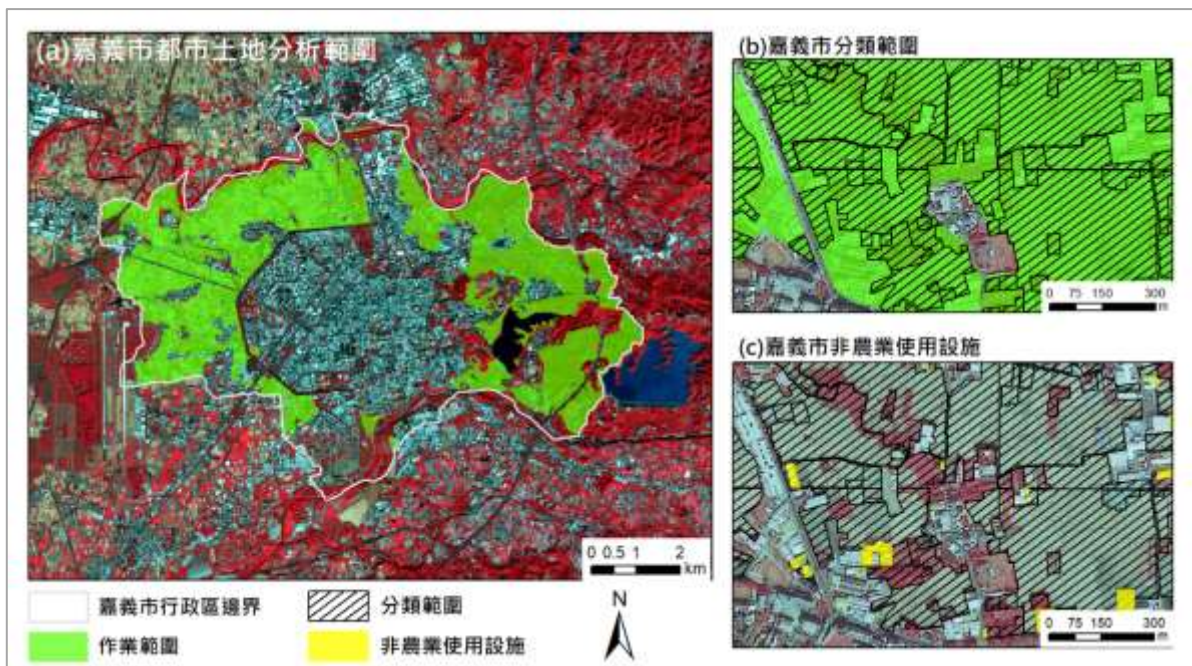 (a)嘉義市都市土地分析範圍
0 0.5 1 2
km
(b)嘉義市分類範圍
0 75 150 300
m
(c)嘉義市非農業使用設施
0 75 150 300
m
嘉義市行政區邊界
分類範圍
作業範圍
非農業使用設施
N